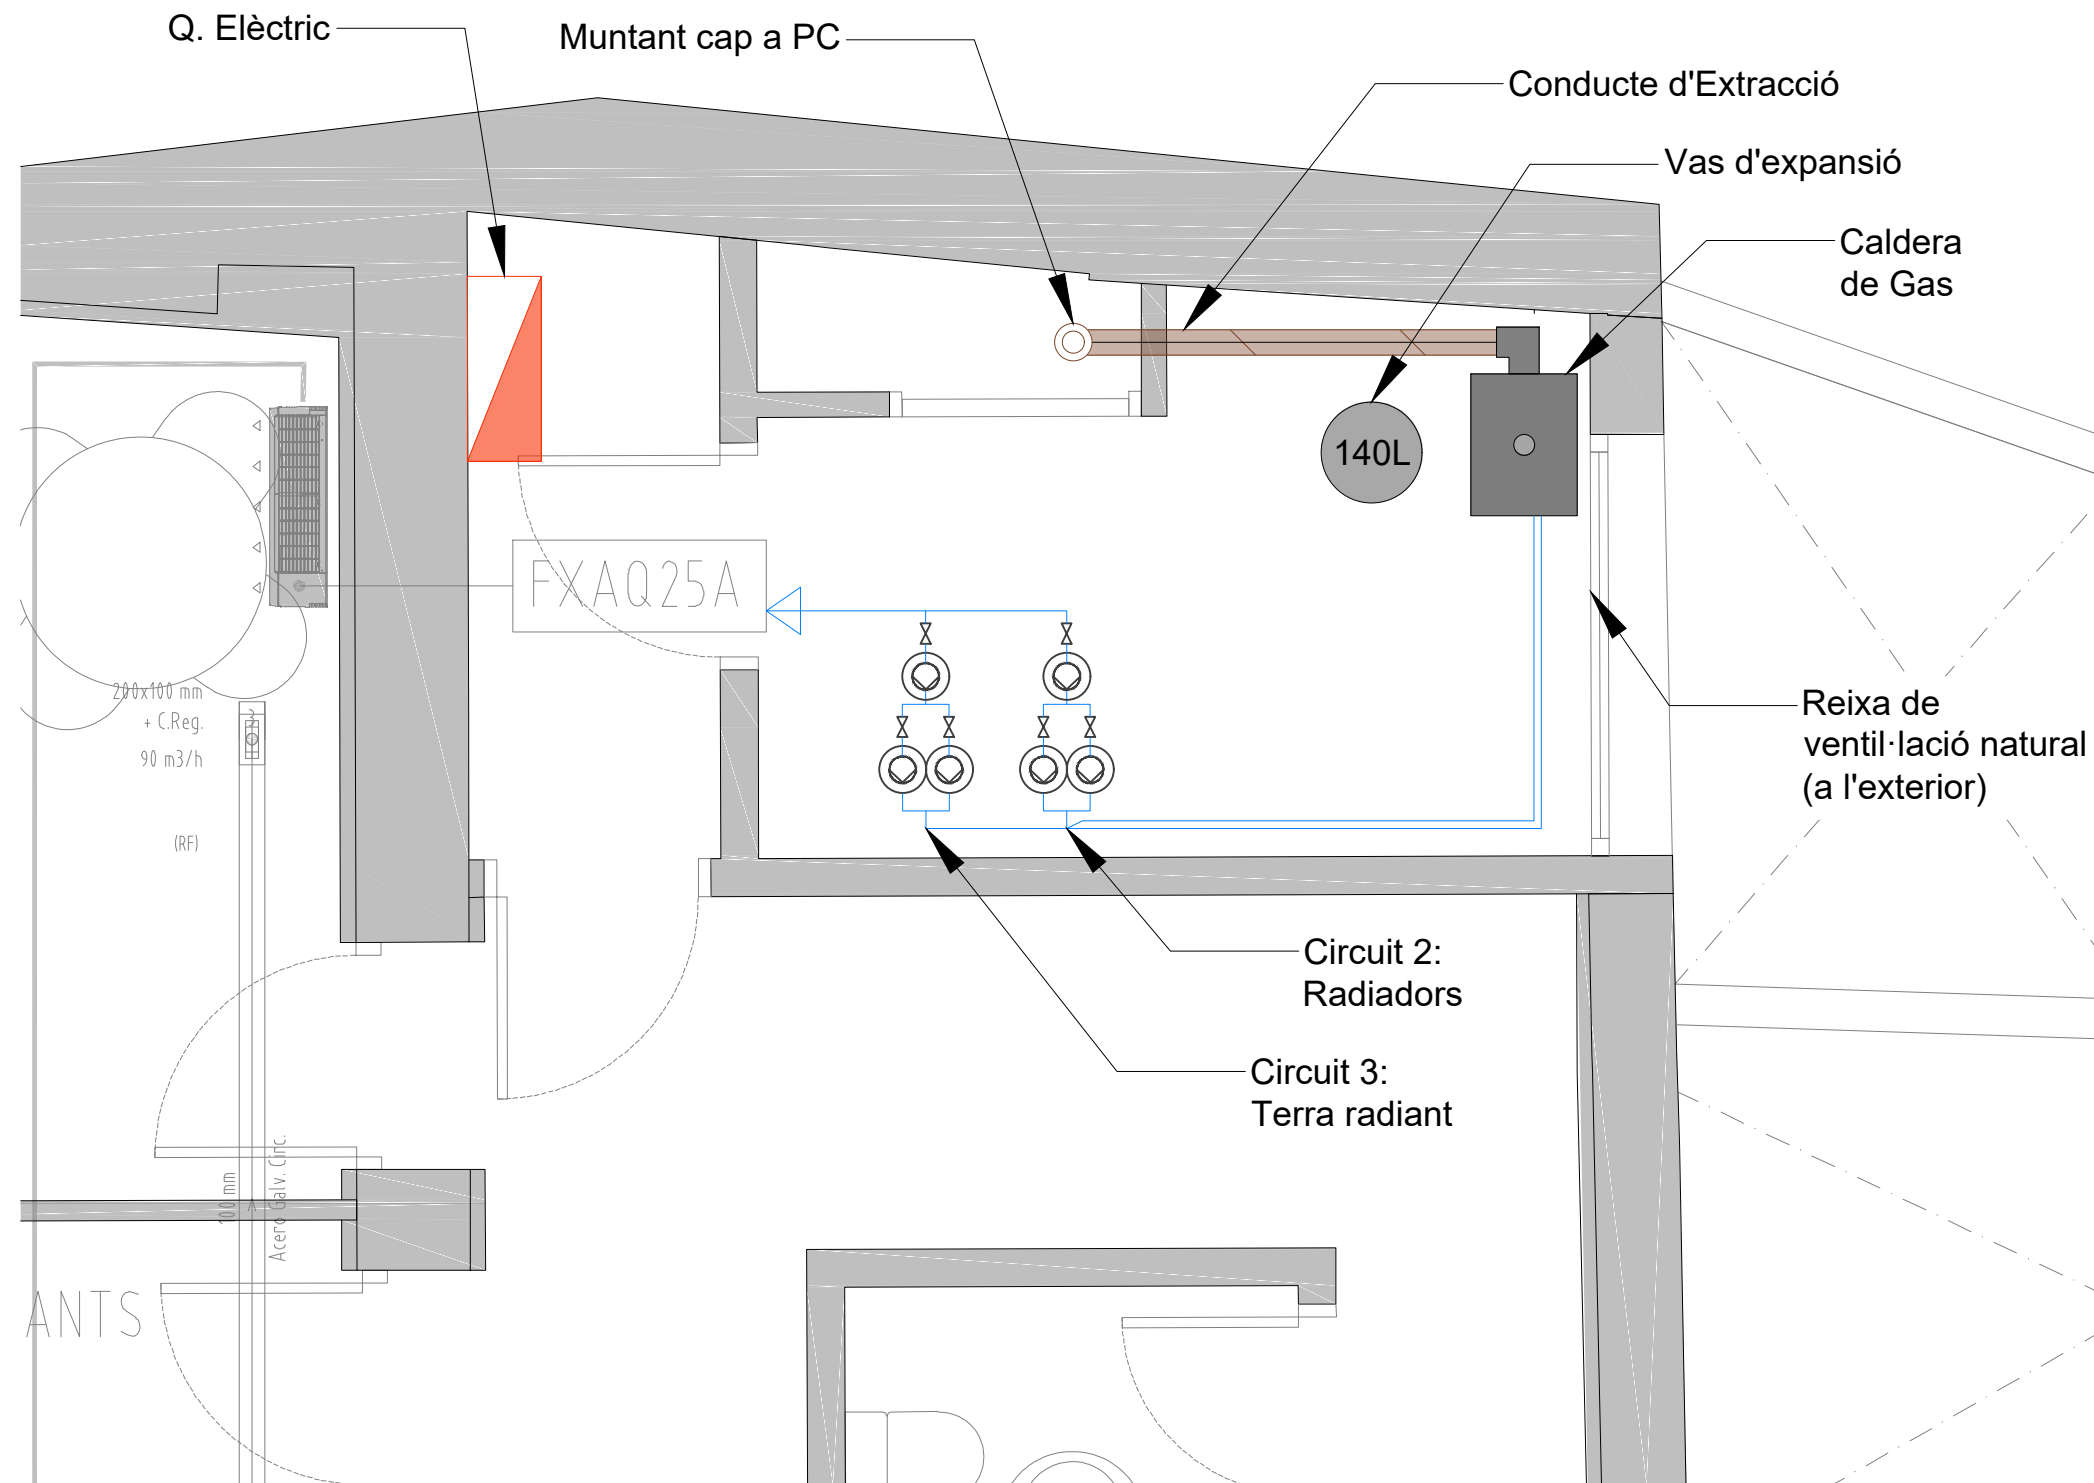 Q. Elèctric
Muntant cap a PC
Conducte d'Extracció
Vas d'expansió
Caldera
de Gas
140L
FXAQ25A
200x100 mm
+ C.Reg.
90 m3/h
(RF)
Reixa de
ventil·lació natural
(a l'exterior)
Circuit 2:
Radiadors
Circuit 3:
Terra radiant
100 mm
Acero Galv. Circ.
ANTS